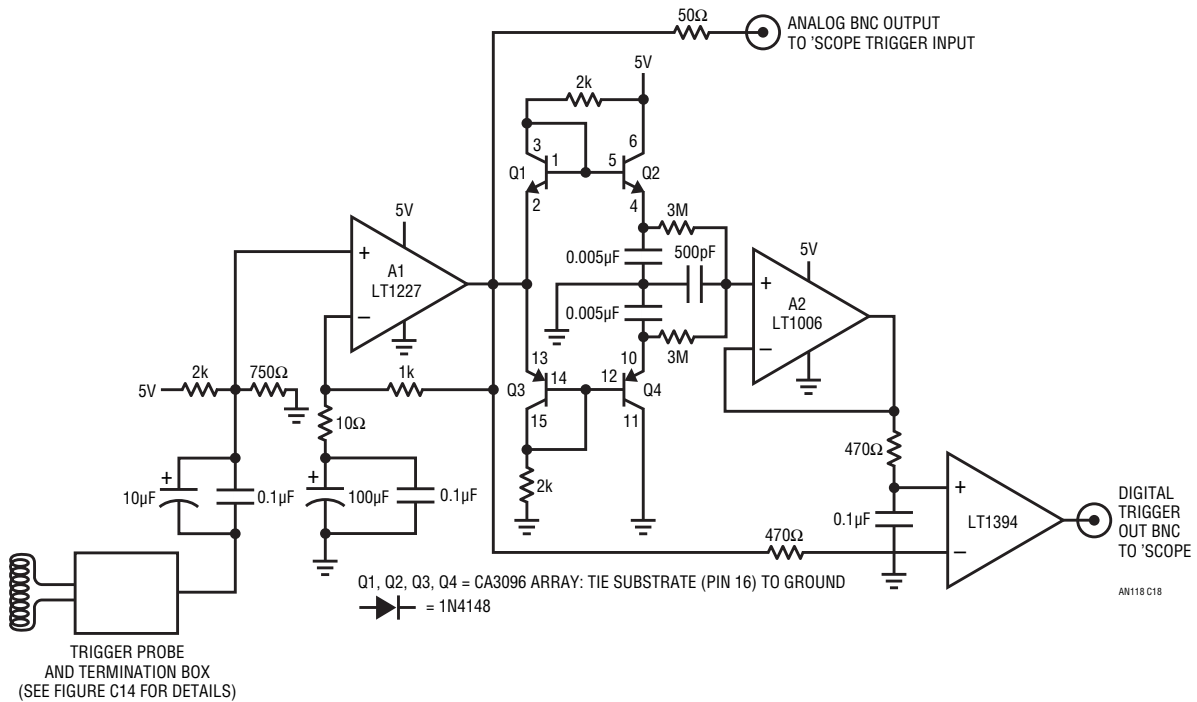 50Ω
ANALOG BNC OUTPUT
TO 'SCOPE TRIGGER INPUT
5V
2k
3
1
5
6
Q1
Q2
2
4
3M
5V
A1
LT1227
+
−
0.005µF
500pF
5V
+
−
A2
LT1006
0.005µF
3M
13
14
12
10
Q3
Q4
15
11
2k
5V
2k
750Ω
1k
10Ω
+
10µF
0.1µF
+
100µF
0.1µF
470Ω
0.1µF
+
−
LT1394
DIGITAL
TRIGGER
OUT BNC
TO 'SCOPE
470Ω
Q1, Q2, Q3, Q4 = CA3096 ARRAY: TIE SUBSTRATE (PIN 16) TO GROUND
= 1N4148
AN118 C18
TRIGGER PROBE
AND TERMINATION BOX
(SEE FIGURE C14 FOR DETAILS)